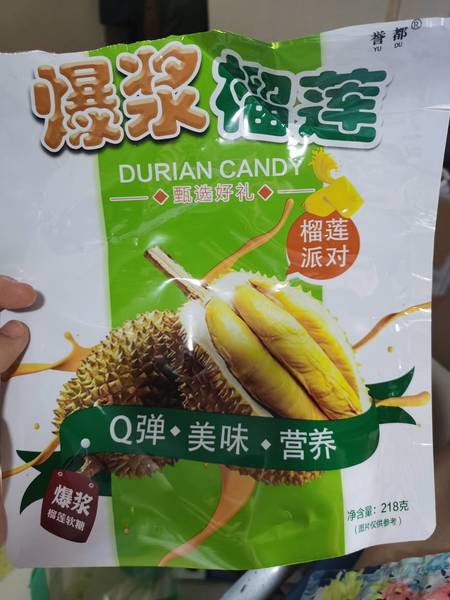 誉都®
YU DU
爆浆榴莲
DURIAN CANDY
甄选好礼
榴莲
派对
Q弹·美味·营养
爆浆
榴莲软糖
净含量：218克
（图片仅供参考）